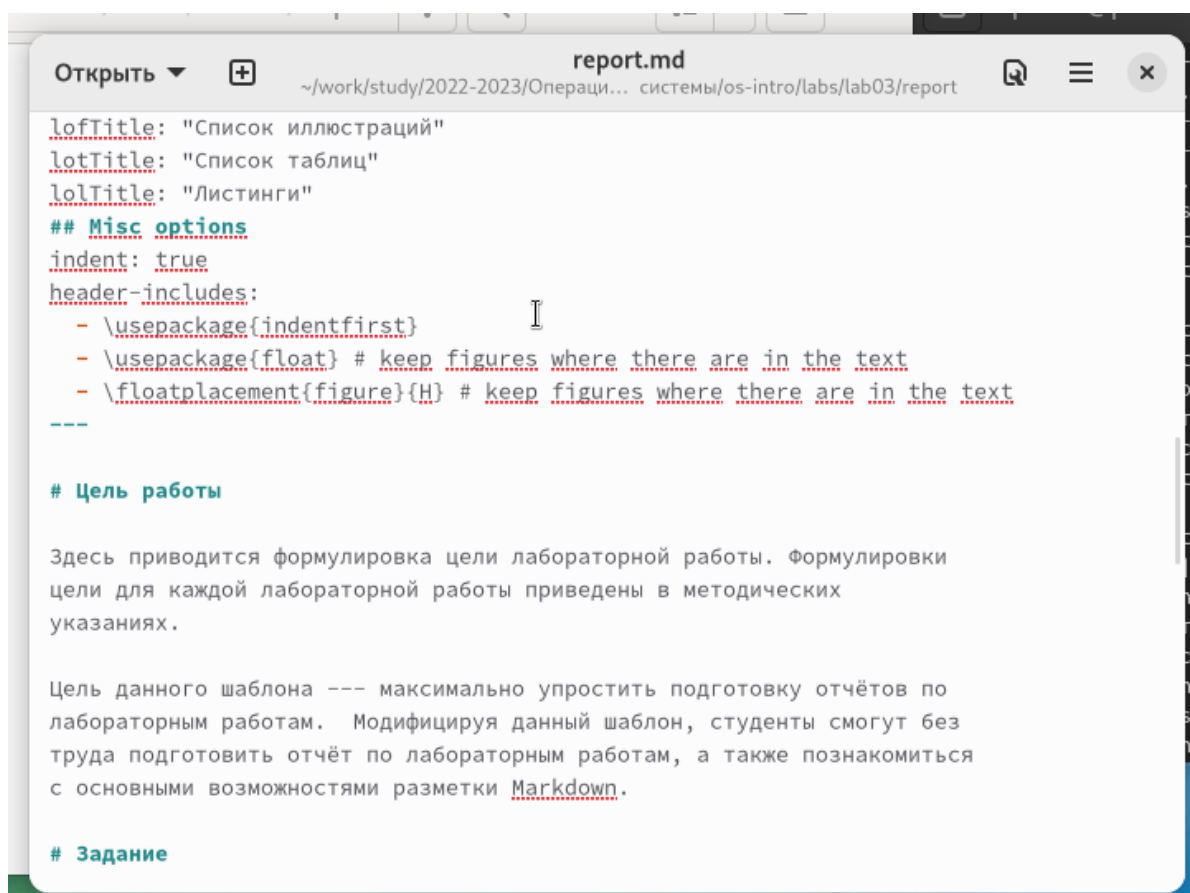 Открыть
report.md
~/work/study/2022-2023/Операци… системы/os-intro/labs/lab03/report
lofTitle: "Список иллюстраций"
lotTitle: "Список таблиц"
lolTitle: "Листинги"
## Misc options
indent: true
header-includes:
  - \usepackage{indentfirst}
  - \usepackage{float} # keep figures where there are in the text
  - \floatplacement{figure}{H} # keep figures where there are in the text
---
# Цель работы
Здесь приводится формулировка цели лабораторной работы. Формулировки
цели для каждой лабораторной работы приведены в методических
указаниях.
Цель данного шаблона --- максимально упростить подготовку отчётов по
лабораторным работам.  Модифицируя данный шаблон, студенты смогут без
труда подготовить отчёт по лабораторным работам, а также познакомиться
с основными возможностями разметки Markdown.
# Задание